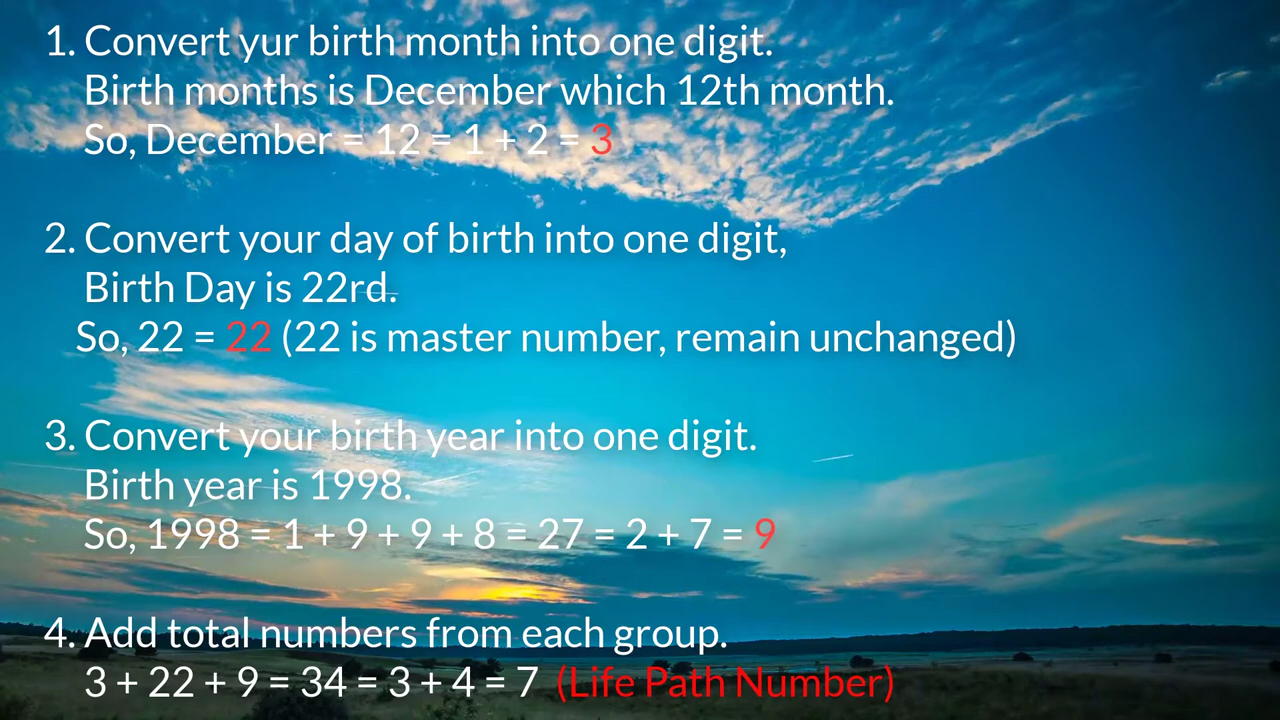 1. Convert yur birth month into one digit.
Birth months is December which 12th month.
So, December = 12 = 1 + 2 = 3
2. Convert your day of birth into one digit,
Birth Day is 22rd.
So, 22 = 22 (22 is master number, remain unchanged)
3. Convert your birth year into one digit.
Birth year is 1998.
So, 1998 = 1 + 9 + 9 + 8 = 27 = 2 + 7 = 9
4. Add total numbers from each group.
3 + 22 + 9 = 34 = 3 + 4 = 7 (Life Path Number)